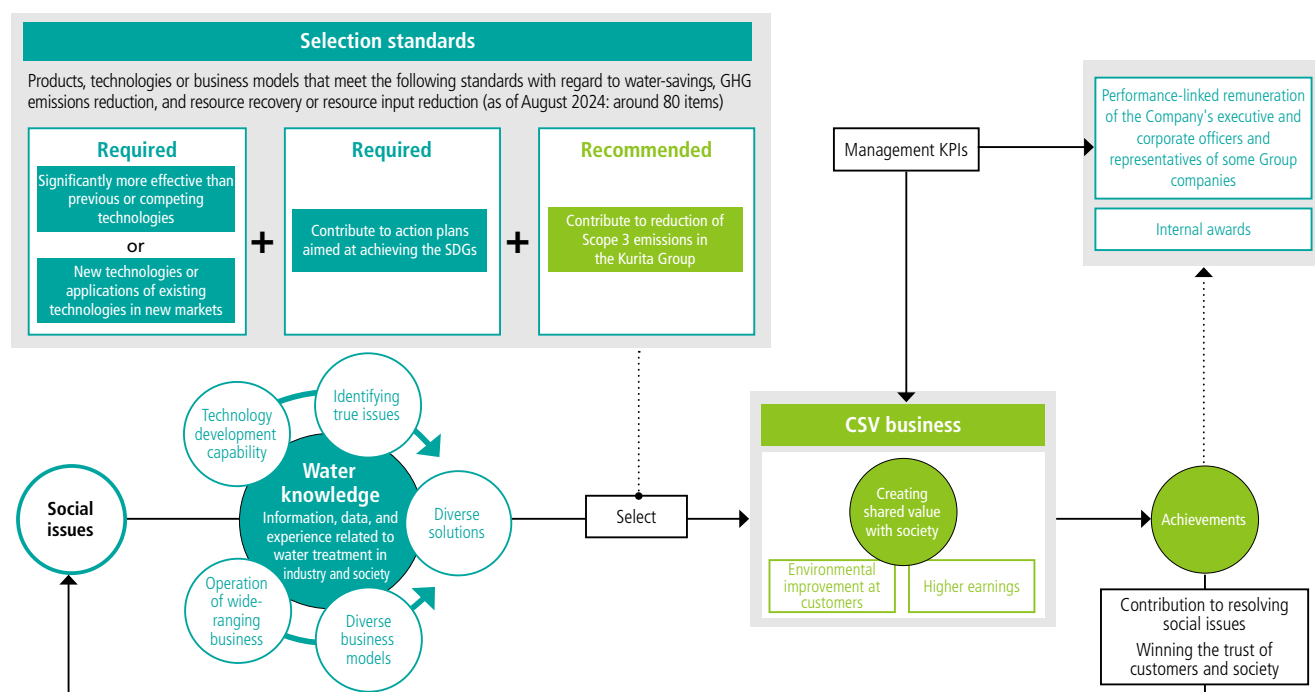 Selection standards
Products, technologies or business models that meet the following standards with regard to water-savings, GHG
emissions reduction, and resource recovery or resource input reduction (as of August 2024: around 80 items)
Required
Significantly more effective than
previous or competing
technologies
or
New technologies or
applications of existing
technologies in new markets
+
Required
Contribute to action plans
aimed at achieving the SDGs
+
Recommended
Contribute to reduction of
Scope 3 emissions in
the Kurita Group
Management KPIs
Performance-linked remuneration
of the Company's executive and
corporate officers and
representatives of some Group
companies
Internal awards
Social
issues
Technology
development
capability
Identifying
true issues
Water
knowledge
Information, data, and
experience related to
water treatment in
industry and society
Diverse
solutions
Operation
of wide-
ranging
business
Diverse
business
models
Select
CSV business
Creating
shared value
with society
Environmental
improvement at
customers
Higher earnings
Achievements
Contribution to resolving
social issues
Winning the trust of
customers and society